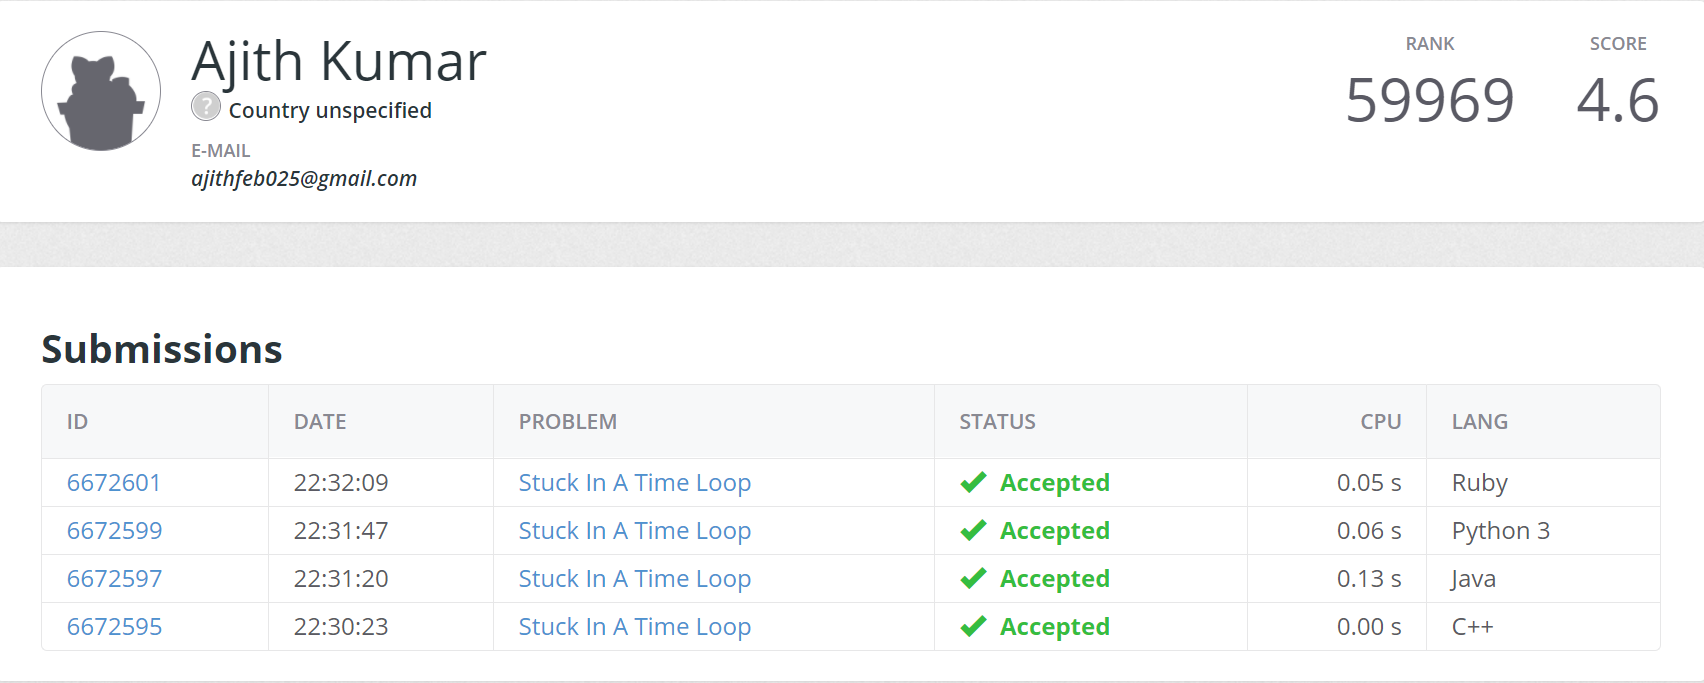 Ajith Kumar
? Country unspecified
E-MAIL
ajithfeb025@gmail.com
RANK SCORE
59969 4.6
Submissions
ID DATE PROBLEM STATUS CPU LANG
6672601 22:32:09 Stuck In A Time Loop Accepted 0.05 s Ruby
6672599 22:31:47 Stuck In A Time Loop Accepted 0.06 s Python 3
6672597 22:31:20 Stuck In A Time Loop Accepted 0.13 s Java
6672595 22:30:23 Stuck In A Time Loop Accepted 0.00 s C++